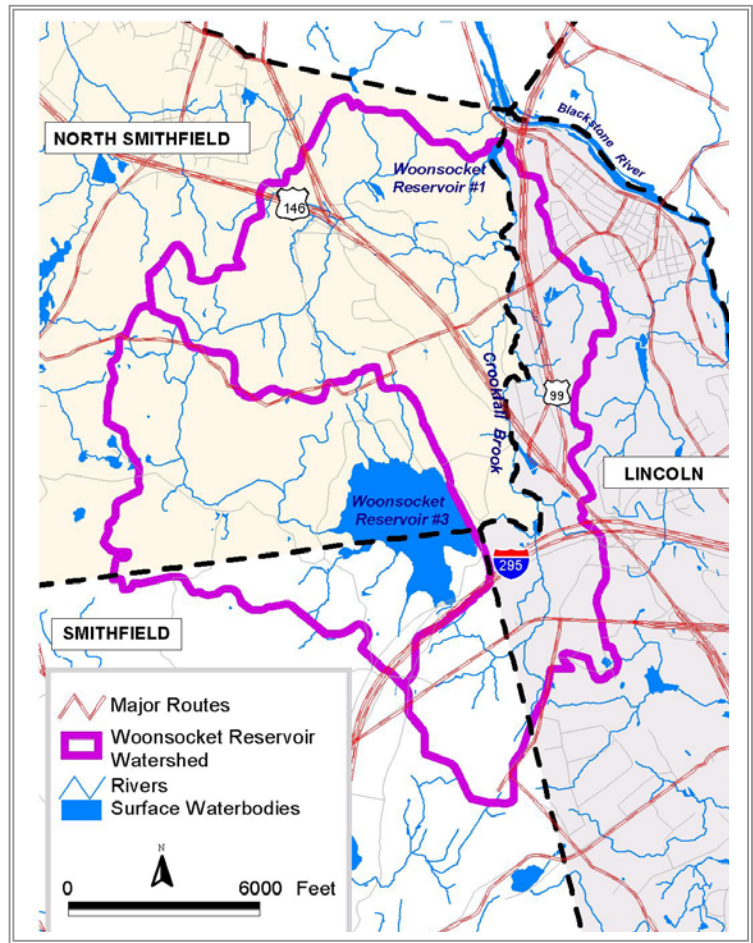 Blackstone
River
NORTH SMITHFIELD
Woonsocket
Reservoir #1
146
Crookfall Brook
99
LINCOLN
Woonsocket
Reservoir #3
295
SMITHFIELD
Major Routes
Woonsocket Reservoir
Watershed
Rivers
Surface Waterbodies
N
0 6000 Feet